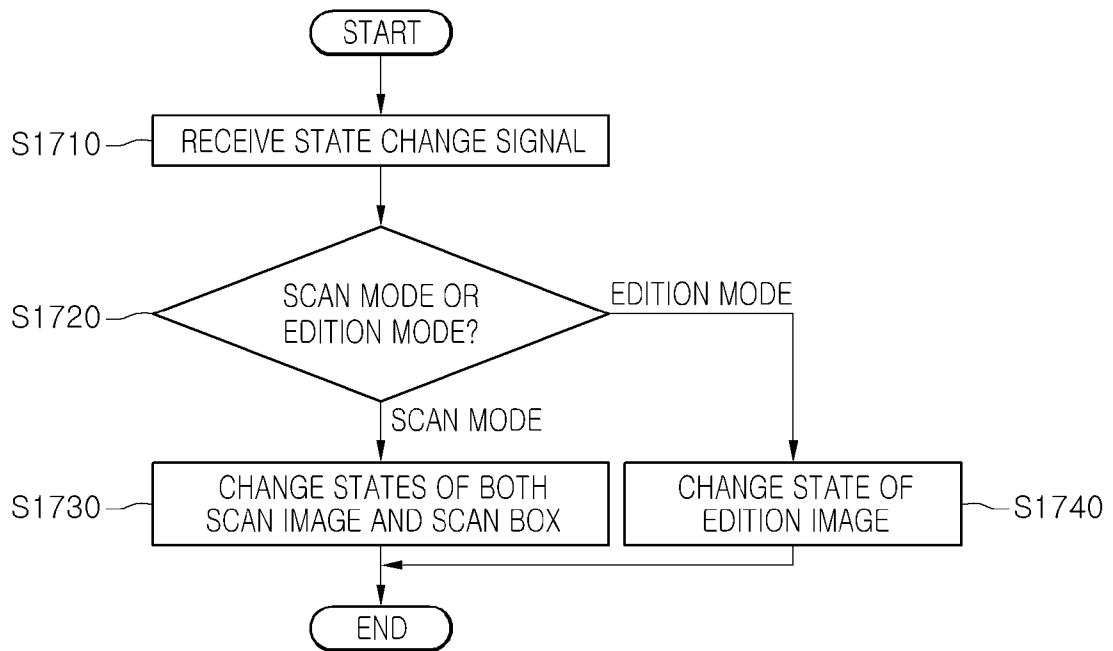 START
S1710
RECEIVE STATE CHANGE SIGNAL
S1720
SCAN MODE OR
EDITION MODE?
EDITION MODE
SCAN MODE
S1730
CHANGE STATES OF BOTH
SCAN IMAGE AND SCAN BOX
CHANGE STATE OF
EDITION IMAGE
S1740
END